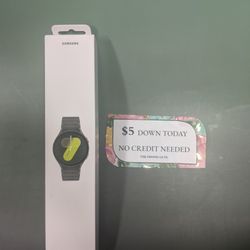 SAMSUNG
$5 DOWN TODAY
NO CREDIT NEEDED